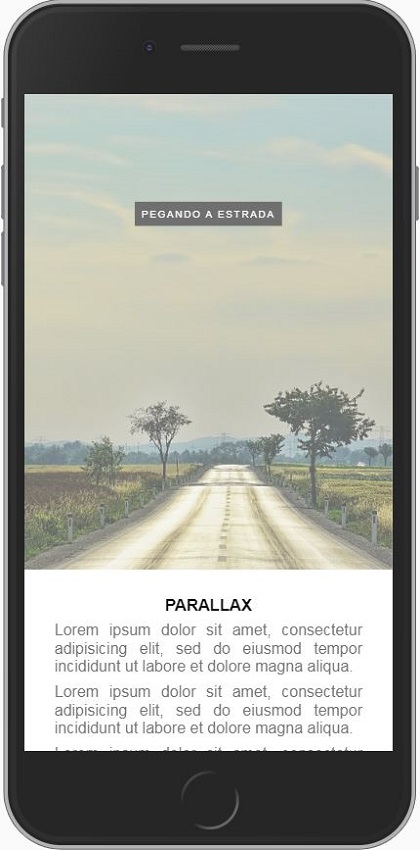 PEGANDO A ESTRADA
PARALLAX
Lorem ipsum dolor sit amet, consectetur
adipisicing elit, sed do eiusmod tempor
incididunt ut labore et dolore magna aliqua.
Lorem ipsum dolor sit amet, consectetur
adipisicing elit, sed do eiusmod tempor
incididunt ut labore et dolore magna aliqua.